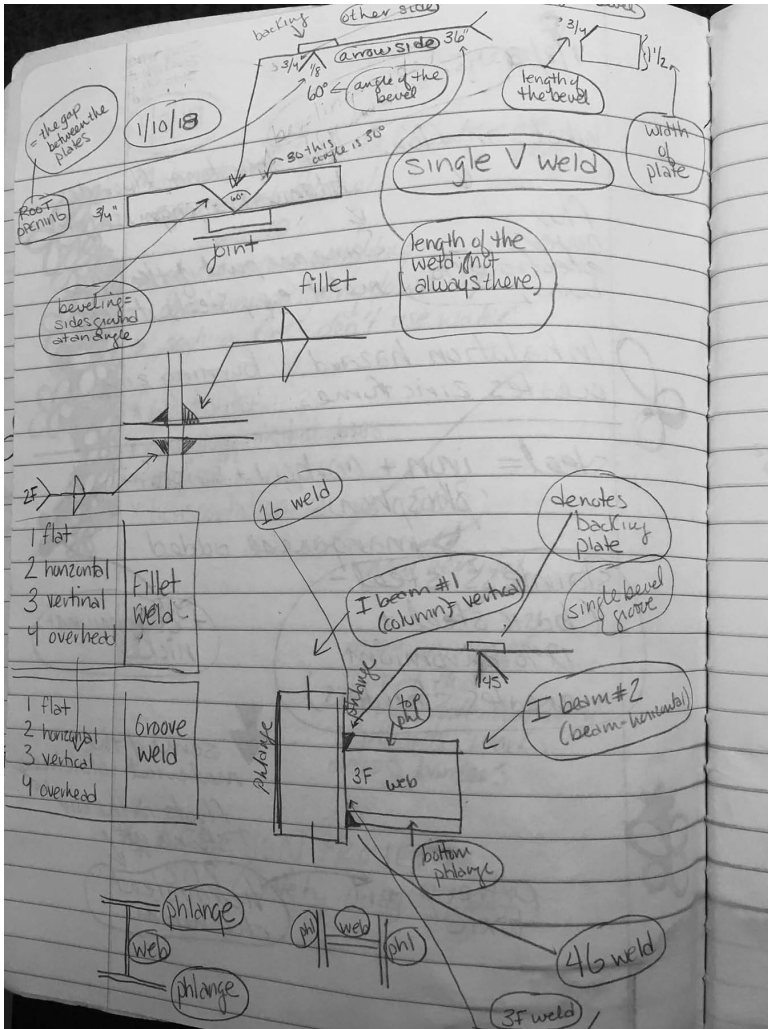 backing
other side
3/4
1/8
arrow side
36"
60°
angle of the
bevel
3/4
1 1/2
length of
the bevel
width
of
plate
= the gap
between the
plates
1/10/18
so this
angle is 30°
single V weld
ROOT
OPENING
3/4"
60°
joint
length of the
weld, (not
always there)
beveling =
sides ground
at an angle
fillet
2F
1 flat
2 horizontal
3 vertinal
4 overhead
Fillet
weld
1 flat
2 horizontal
3 vertical
4 overhead
Groove
weld
1G weld
denotes
backing
plate
I beam #1
(column = vertical)
single bevel
groove
45
phlange
phlange
top
phl
I beam #2
(beam-horizontal)
3F web
bottom
phlange
phlange
web
phlange
phl
web
phl
4G weld
3F weld